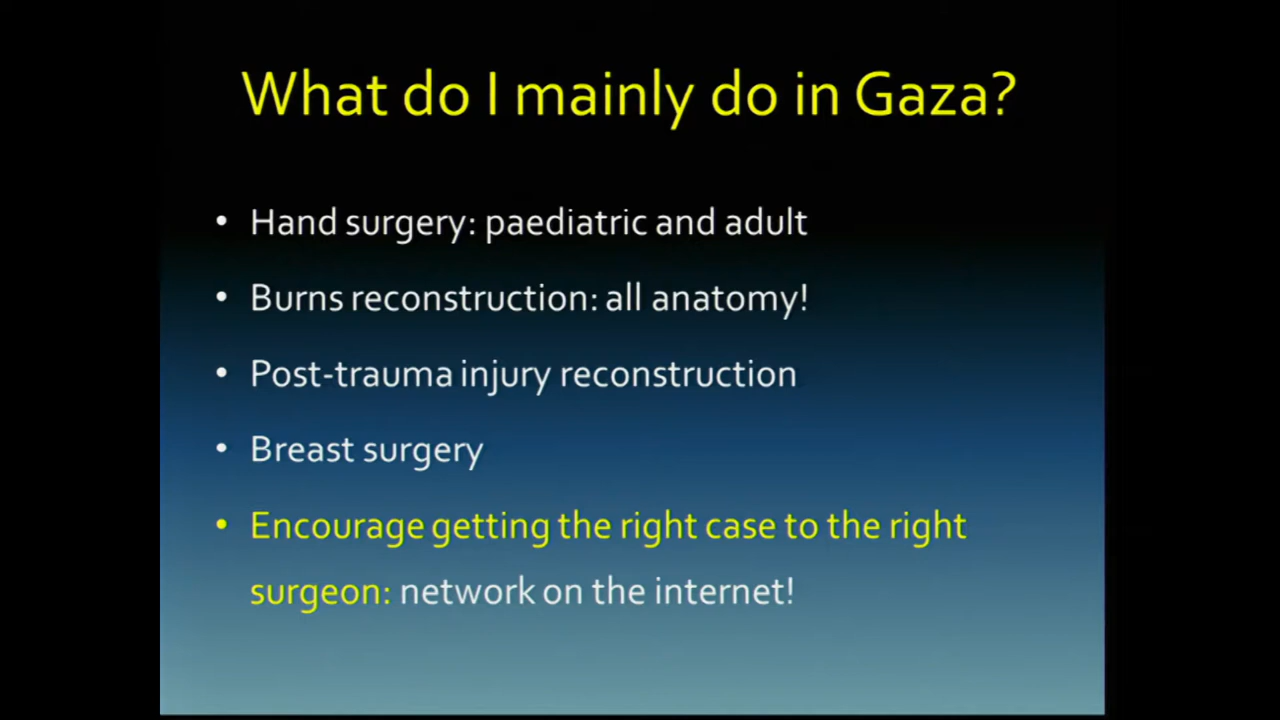 What do I mainly do in Gaza?
• Hand surgery: paediatric and adult
• Burns reconstruction: all anatomy!
• Post-trauma injury reconstruction
• Breast surgery
• Encourage getting the right case to the right
surgeon: network on the internet!